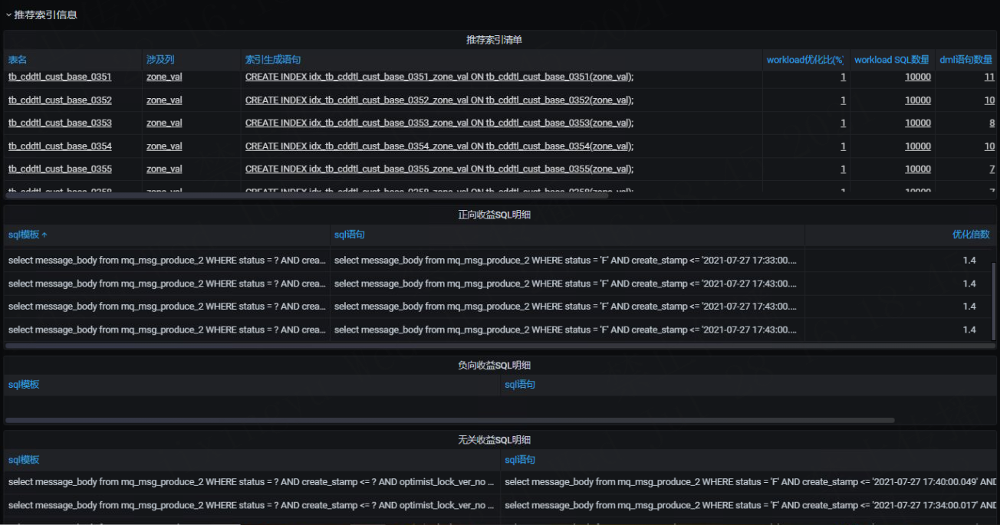 推荐索引信息
推荐索引清单
表名 涉及列 索引生成语句 workload优化比(%) workload SQL数量 dml语句数量
tb_cddtl_cust_base_0351 zone_val CREATE INDEX idx_tb_cddtl_cust_base_0351_zone_val ON tb_cddtl_cust_base_0351(zone_val); 1 10000 11
tb_cddtl_cust_base_0352 zone_val CREATE INDEX idx_tb_cddtl_cust_base_0352_zone_val ON tb_cddtl_cust_base_0352(zone_val); 1 10000 10
tb_cddtl_cust_base_0353 zone_val CREATE INDEX idx_tb_cddtl_cust_base_0353_zone_val ON tb_cddtl_cust_base_0353(zone_val); 1 10000 8
tb_cddtl_cust_base_0354 zone_val CREATE INDEX idx_tb_cddtl_cust_base_0354_zone_val ON tb_cddtl_cust_base_0354(zone_val); 1 10000 10
tb_cddtl_cust_base_0355 zone_val CREATE INDEX idx_tb_cddtl_cust_base_0355_zone_val ON tb_cddtl_cust_base_0355(zone_val); 1 10000 7
tb_cddtl_cust_base_0358 zone_val CREATE INDEX idx_tb_cddtl_cust_base_0358_zone_val ON tb_cddtl_cust_base_0358(zone_val); 1 10000 7
正向收益SQL明细
sql模板 ↑ sql语句 优化倍数
select message_body from mq_msg_produce_2 WHERE status = ? AND crea... select message_body from mq_msg_produce_2 WHERE status = 'F' AND create_stamp <= '2021-07-27 17:33:00.... 1.4
select message_body from mq_msg_produce_2 WHERE status = ? AND crea... select message_body from mq_msg_produce_2 WHERE status = 'F' AND create_stamp <= '2021-07-27 17:43:00.... 1.4
select message_body from mq_msg_produce_2 WHERE status = ? AND crea... select message_body from mq_msg_produce_2 WHERE status = 'F' AND create_stamp <= '2021-07-27 17:43:00.... 1.4
select message_body from mq_msg_produce_2 WHERE status = ? AND crea... select message_body from mq_msg_produce_2 WHERE status = 'F' AND create_stamp <= '2021-07-27 17:43:00.... 1.4
负向收益SQL明细
sql模板 sql语句
无关收益SQL明细
sql模板 sql语句
select message_body from mq_msg_produce_2 WHERE status = ? AND create_stamp <= ? AND optimist_lock_ver_no ... select message_body from mq_msg_produce_2 WHERE status = 'F' AND create_stamp <= '2021-07-27 17:40:00.049' AND
select message_body from mq_msg_produce_2 WHERE status = ? AND create_stamp <= ? AND optimist_lock_ver_no ... select message_body from mq_msg_produce_2 WHERE status = 'F' AND create_stamp <= '2021-07-27 17:34:00.017' AND